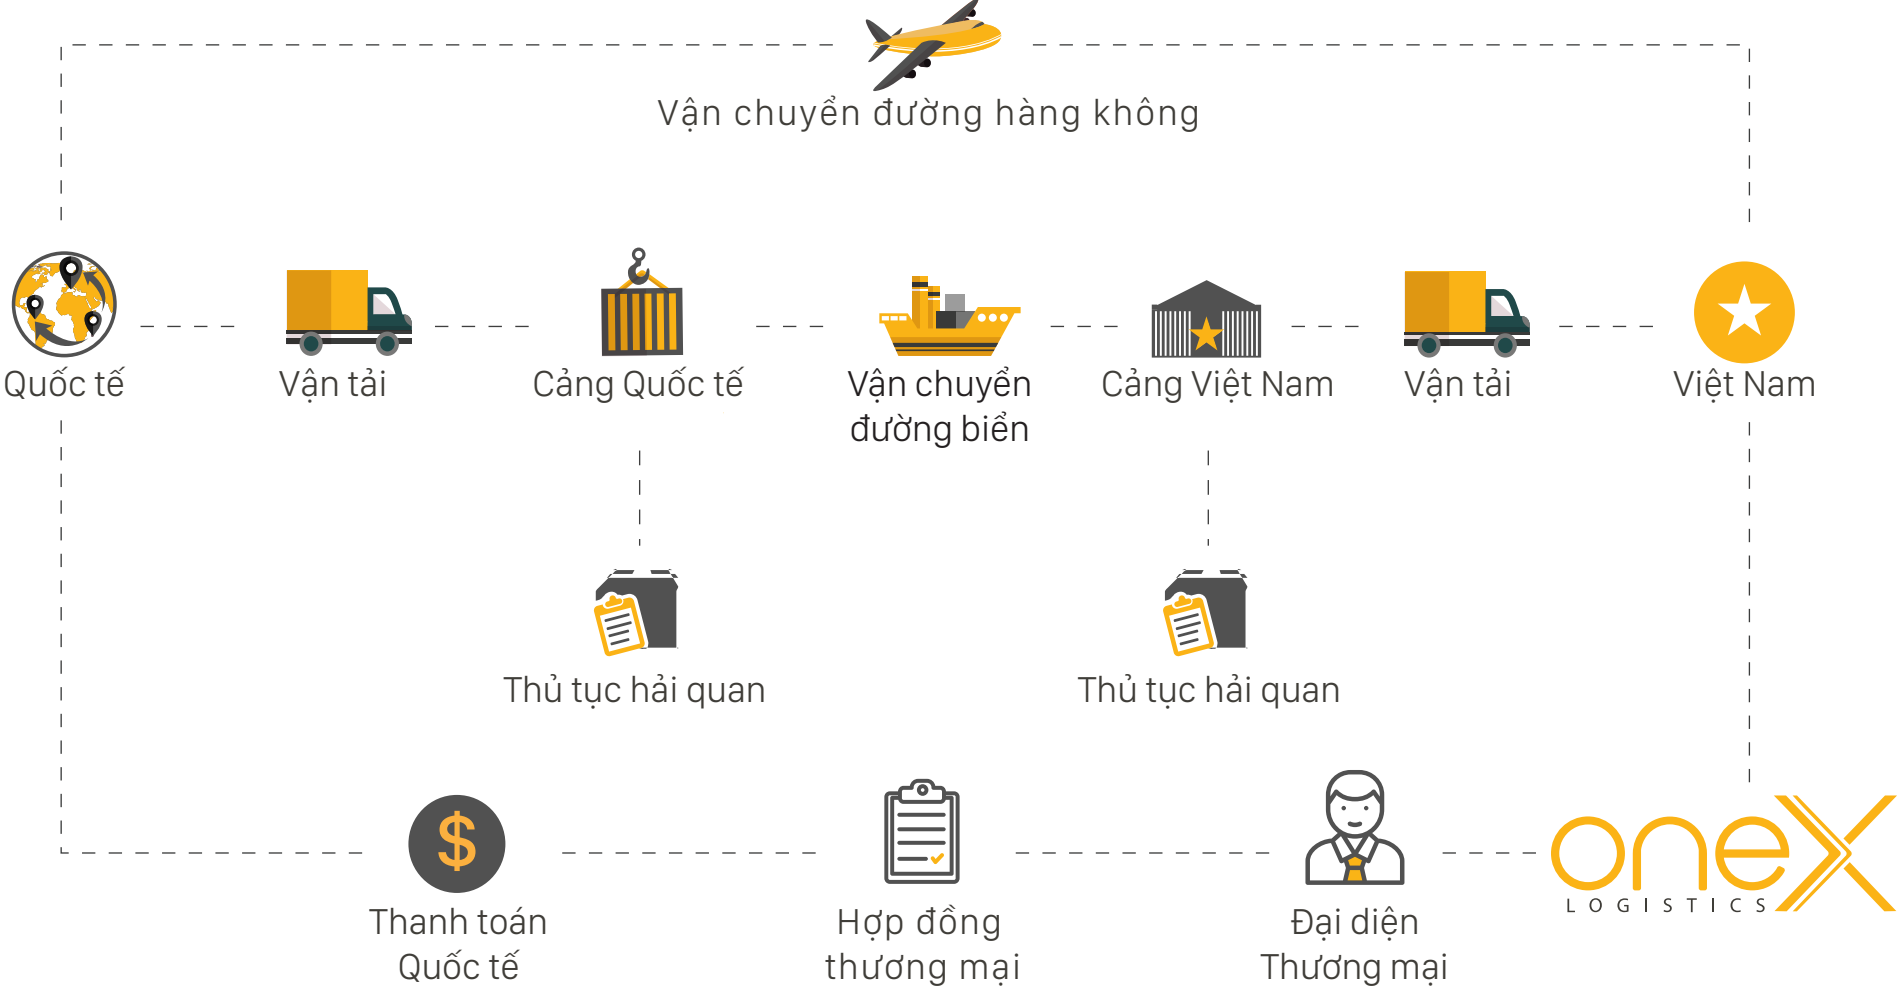 Vận chuyển đường hàng không
Quốc tế
Vận tải
Cảng Quốc tế
Vận chuyển
đường biển
Cảng Việt Nam
Vận tải
Việt Nam
Thủ tục hải quan
Thủ tục hải quan
$
Thanh toán
Quốc tế
Hợp đồng
thương mại
Đại diện
Thương mại
onex
LOGISTICS